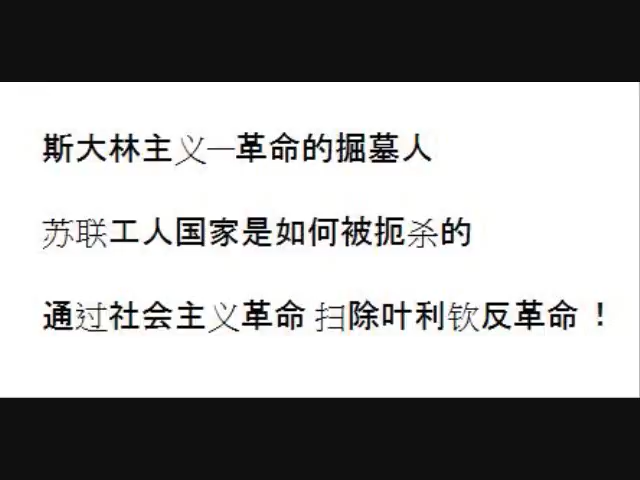 斯大林主义—革命的掘墓人
苏联工人国家是如何被扼杀的
通过社会主义革命 扫除叶利钦反革命 ！